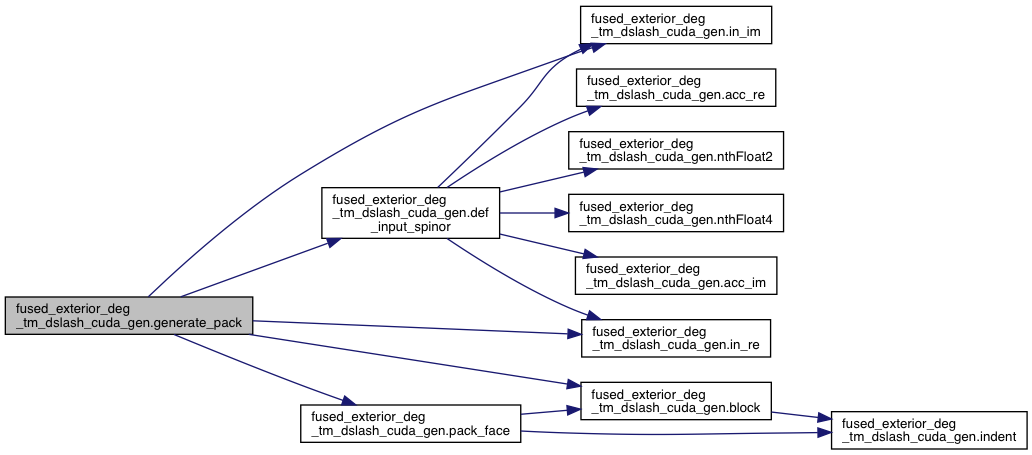 fused_exterior_deg
_tm_dslash_cuda_gen.in_im
fused_exterior_deg
_tm_dslash_cuda_gen.acc_re
fused_exterior_deg
_tm_dslash_cuda_gen.nthFloat2
fused_exterior_deg
_tm_dslash_cuda_gen.def
_input_spinor
fused_exterior_deg
_tm_dslash_cuda_gen.nthFloat4
fused_exterior_deg
_tm_dslash_cuda_gen.acc_im
fused_exterior_deg
_tm_dslash_cuda_gen.generate_pack
fused_exterior_deg
_tm_dslash_cuda_gen.in_re
fused_exterior_deg
_tm_dslash_cuda_gen.block
fused_exterior_deg
_tm_dslash_cuda_gen.pack_face
fused_exterior_deg
_tm_dslash_cuda_gen.indent